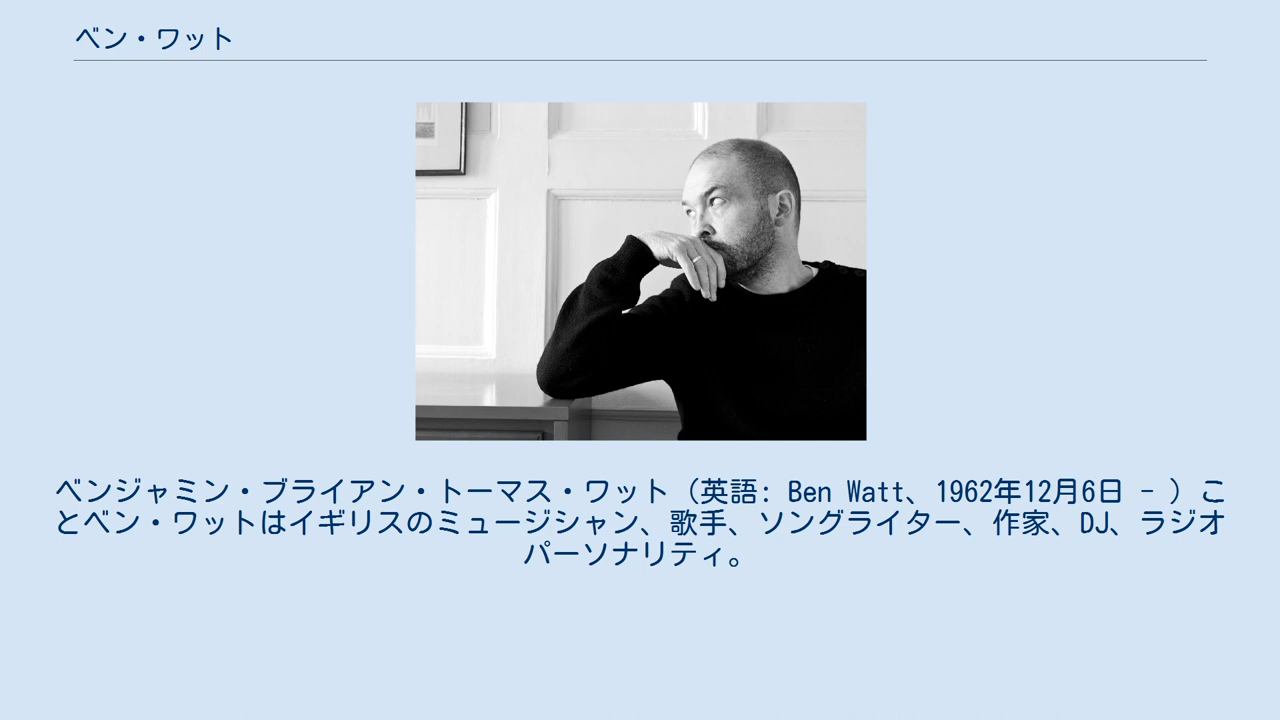 ベン・ワット
ベンジャミン・ブライアン・トーマス・ワット（英語: Ben Watt、1962年12月6日 - ）こ
とベン・ワットはイギリスのミュージシャン、歌手、ソングライター、作家、DJ、ラジオ
パーソナリティ。